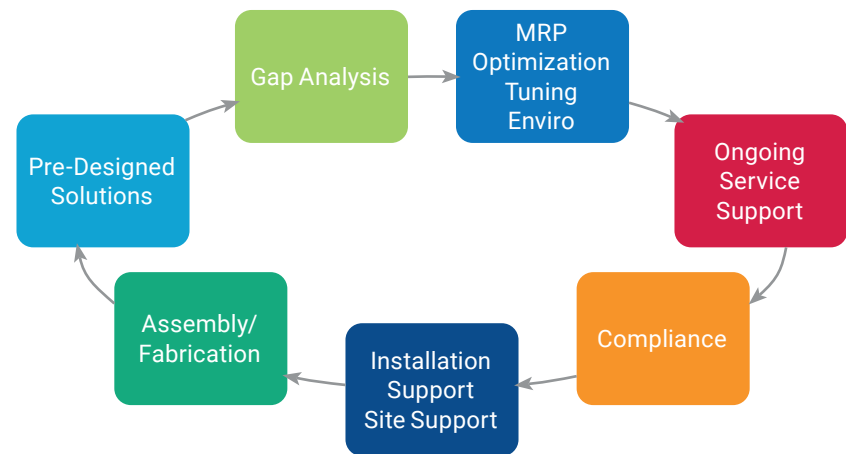 Gap Analysis
MRP
Optimization
Tuning
Enviro
Ongoing
Service
Support
Compliance
Installation
Support
Site Support
Assembly/
Fabrication
Pre-Designed
Solutions